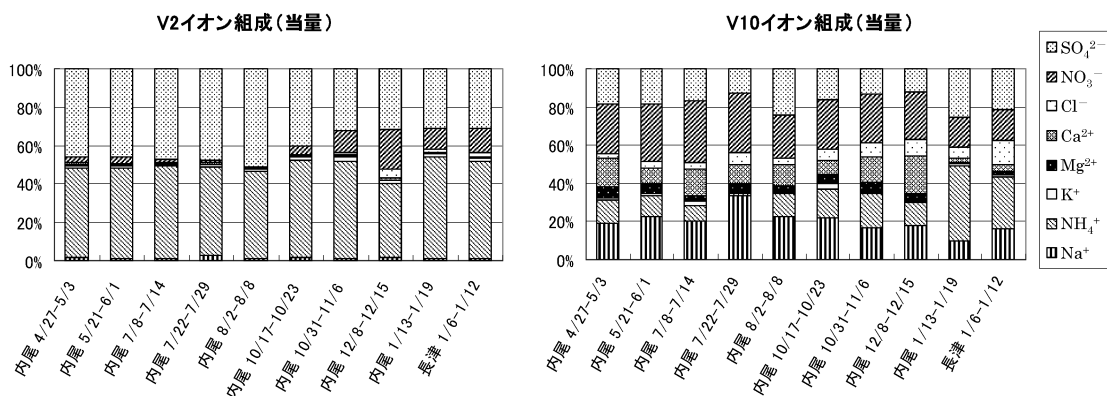 V2イオン組成(当量)
100%
80%
60%
40%
20%
0%
内尾 4/27-5/3
内尾 5/21-6/1
内尾 7/8-7/14
内尾 7/22-7/29
内尾 8/2-8/8
内尾 10/17-10/23
内尾 10/31-11/6
内尾 12/8-12/15
内尾 1/13-1/19
長津 1/6-1/12
V10イオン組成(当量)
100%
80%
60%
40%
20%
0%
内尾 4/27-5/3
内尾 5/21-6/1
内尾 7/8-7/14
内尾 7/22-7/29
内尾 8/2-8/8
内尾 10/17-10/23
内尾 10/31-11/6
内尾 12/8-12/15
内尾 1/13-1/19
長津 1/6-1/12
SO₄²⁻
NO₃⁻
Cl⁻
Ca²⁺
Mg²⁺
K⁺
NH₄⁺
Na⁺